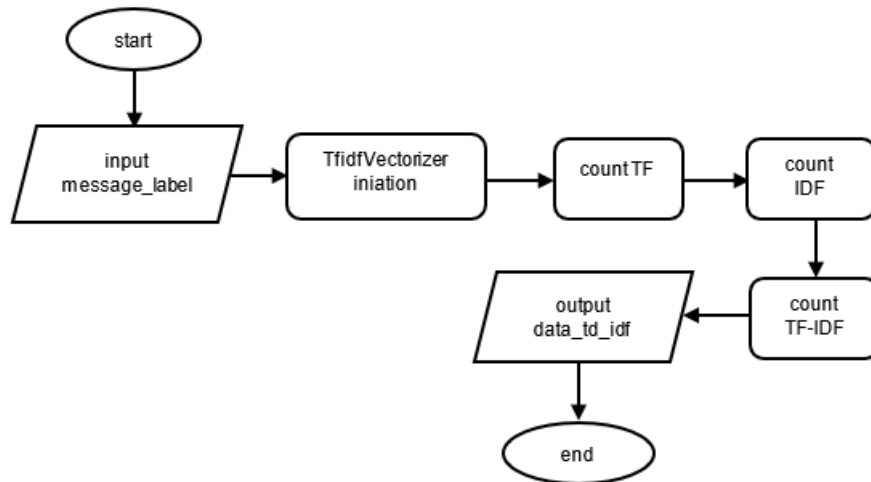 start
input
message_label
TfidfVectorizer
iniation
count TF
count
IDF
count
TF-IDF
output
data_td_idf
end